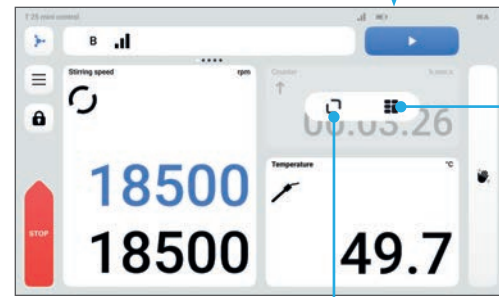 B
Stirring speed rpm
Counter
00:03.26
18500
18500
Temperature °C
49.7
STOP